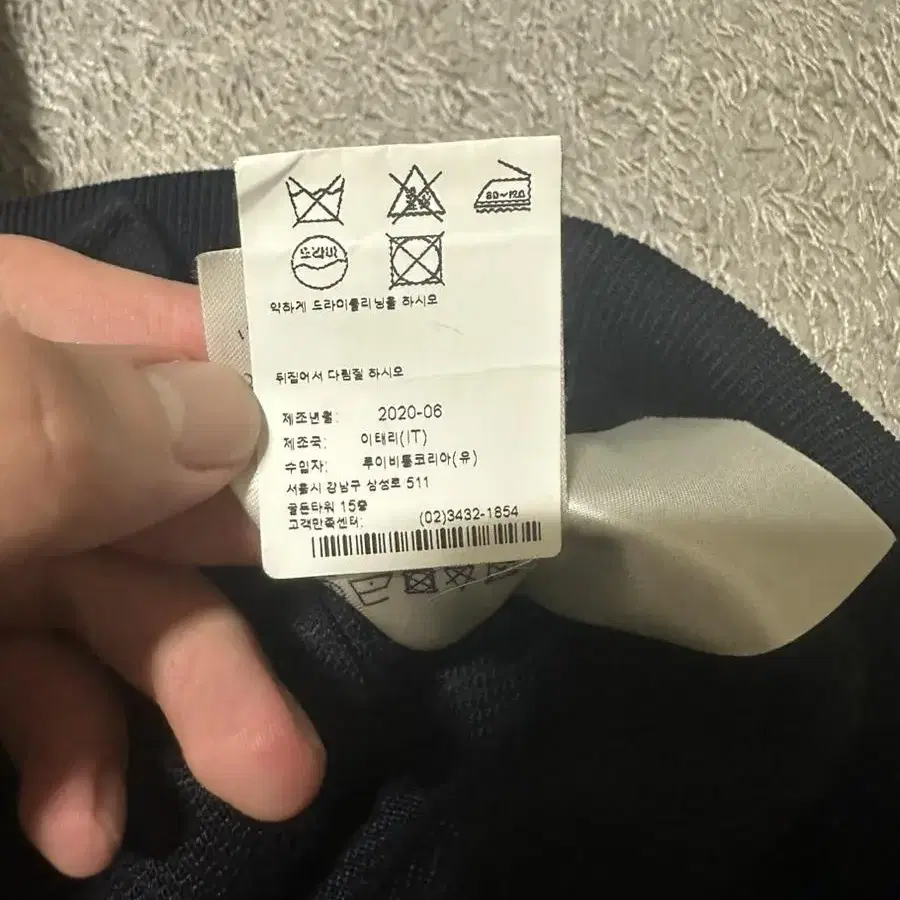 80~120
드라이
약하게 드라이클리닝을 하시오
뒤집어서 다림질 하시오
제조년월: 2020-06
제조국: 이태리(IT)
수입자: 루이비통코리아(유)
서울시 강남구 삼성로 511
골든타워 15층
고객만족센터: (02)3432-1854